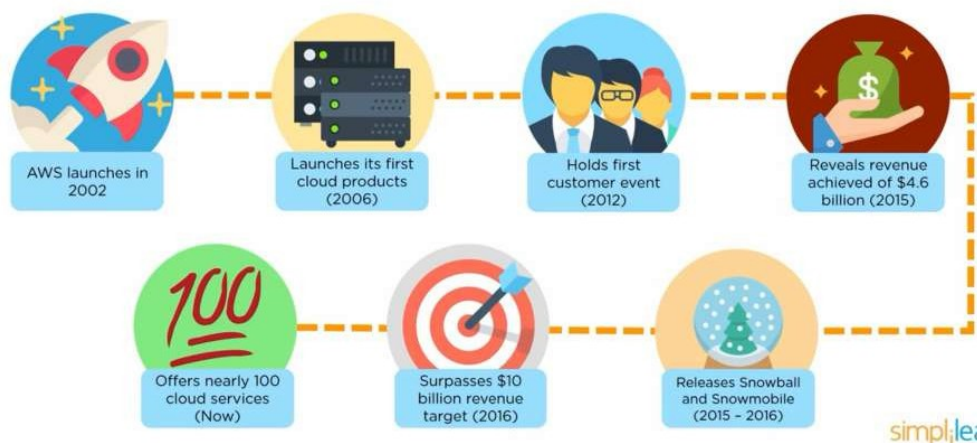 AWS launches in
2002
Launches its first
cloud products
(2006)
Holds first
customer event
(2012)
$
Reveals revenue
achieved of $4.6
billion (2015)
Releases Snowball
and Snowmobile
(2015 – 2016)
Surpasses $10
billion revenue
target (2016)
100
Offers nearly 100
cloud services
(Now)